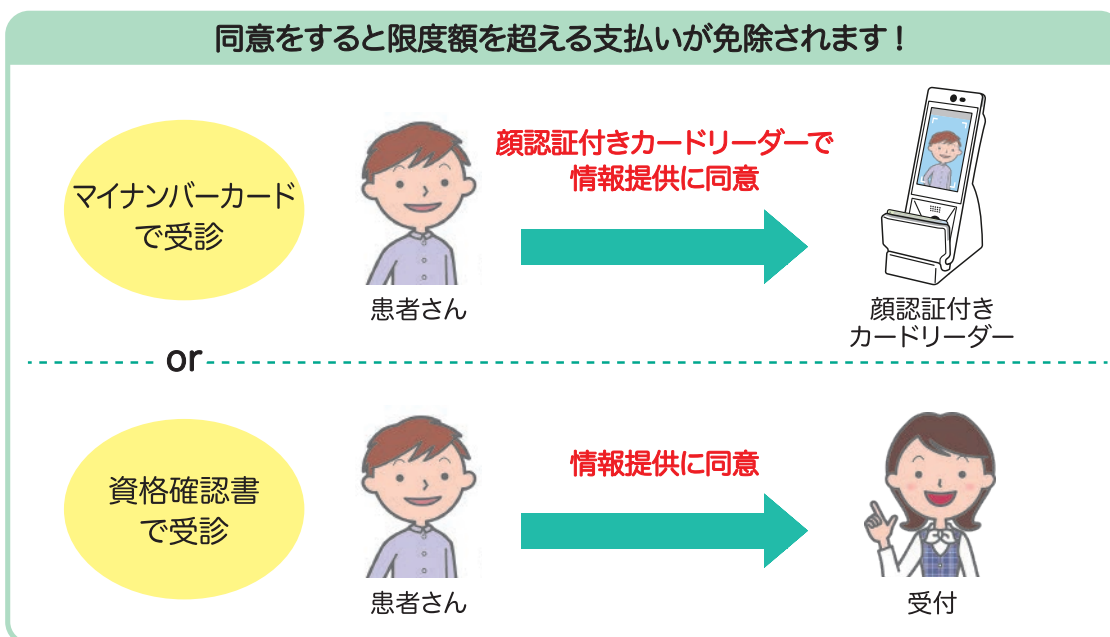 同意をすると限度額を超える支払いが免除されます！
マイナンバーカード
で受診
患者さん
顔認証付きカードリーダーで
情報提供に同意
顔認証付き
カードリーダー
or
資格確認書
で受診
患者さん
情報提供に同意
受付